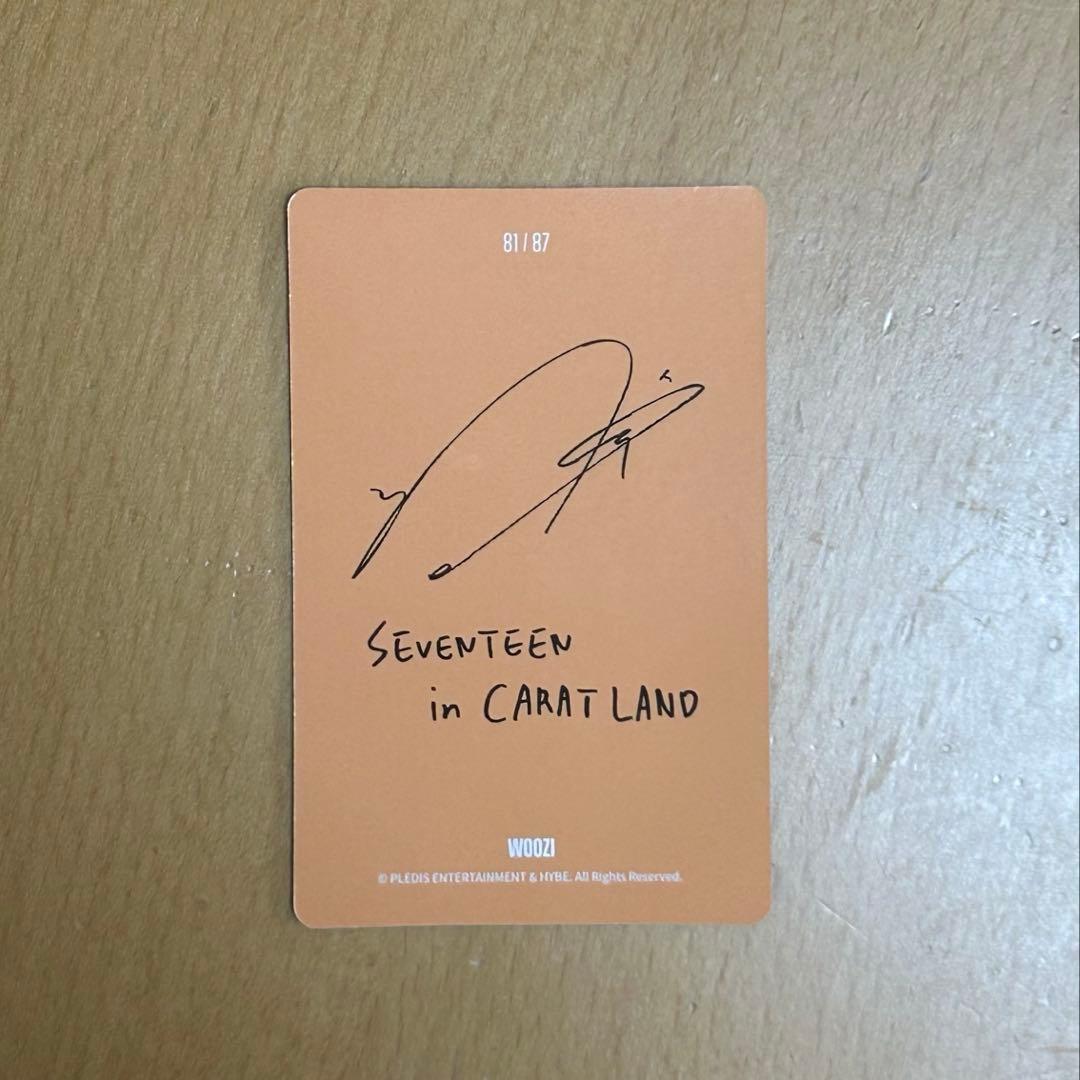 81 / 87
SEVENTEEN
in CARAT LAND
WOOZI
© PLEDIS ENTERTAINMENT & HYBE. All Rights Reserved.